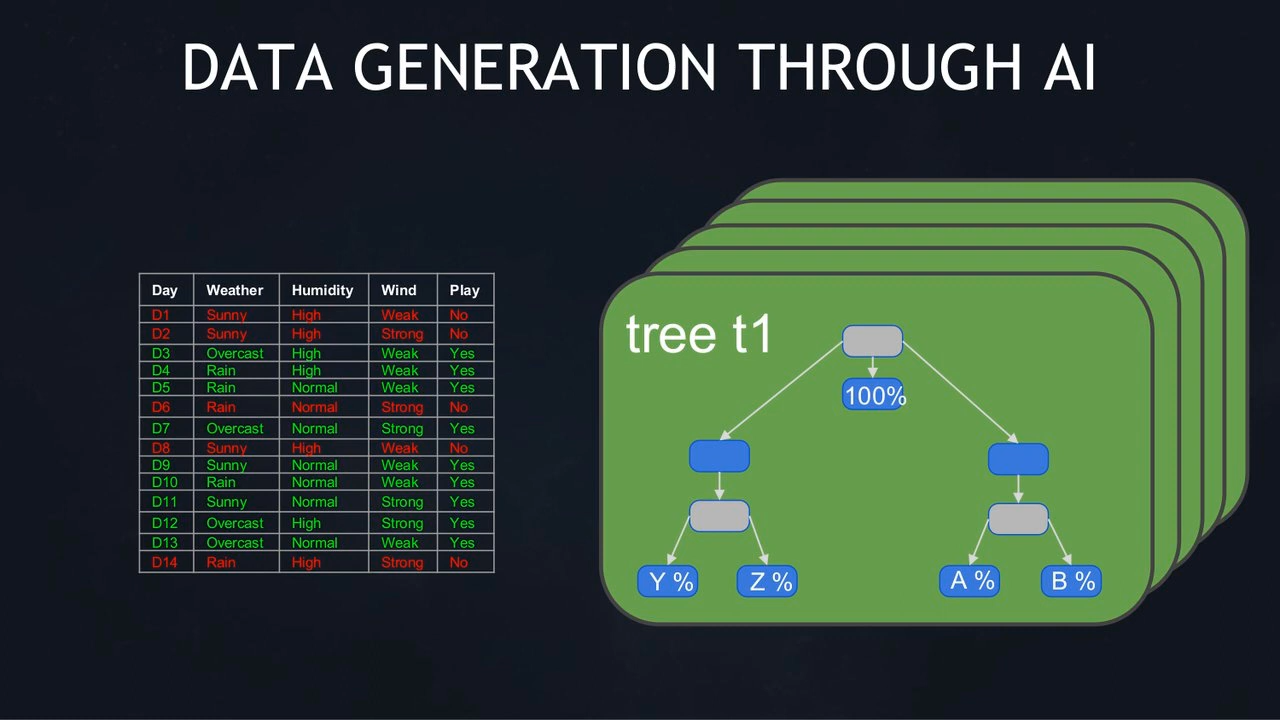 DATA GENERATION THROUGH AI
Day Weather Humidity Wind Play
D1 Sunny High Weak No
D2 Sunny High Strong No
D3 Overcast High Weak Yes
D4 Rain High Weak Yes
D5 Rain Normal Weak Yes
D6 Rain Normal Strong No
D7 Overcast Normal Strong Yes
D8 Sunny High Weak No
D9 Sunny Normal Weak Yes
D10 Rain Normal Weak Yes
D11 Sunny Normal Strong Yes
D12 Overcast High Strong Yes
D13 Overcast Normal Weak Yes
D14 Rain High Strong No
tree t1
100%
Y % Z % A % B %